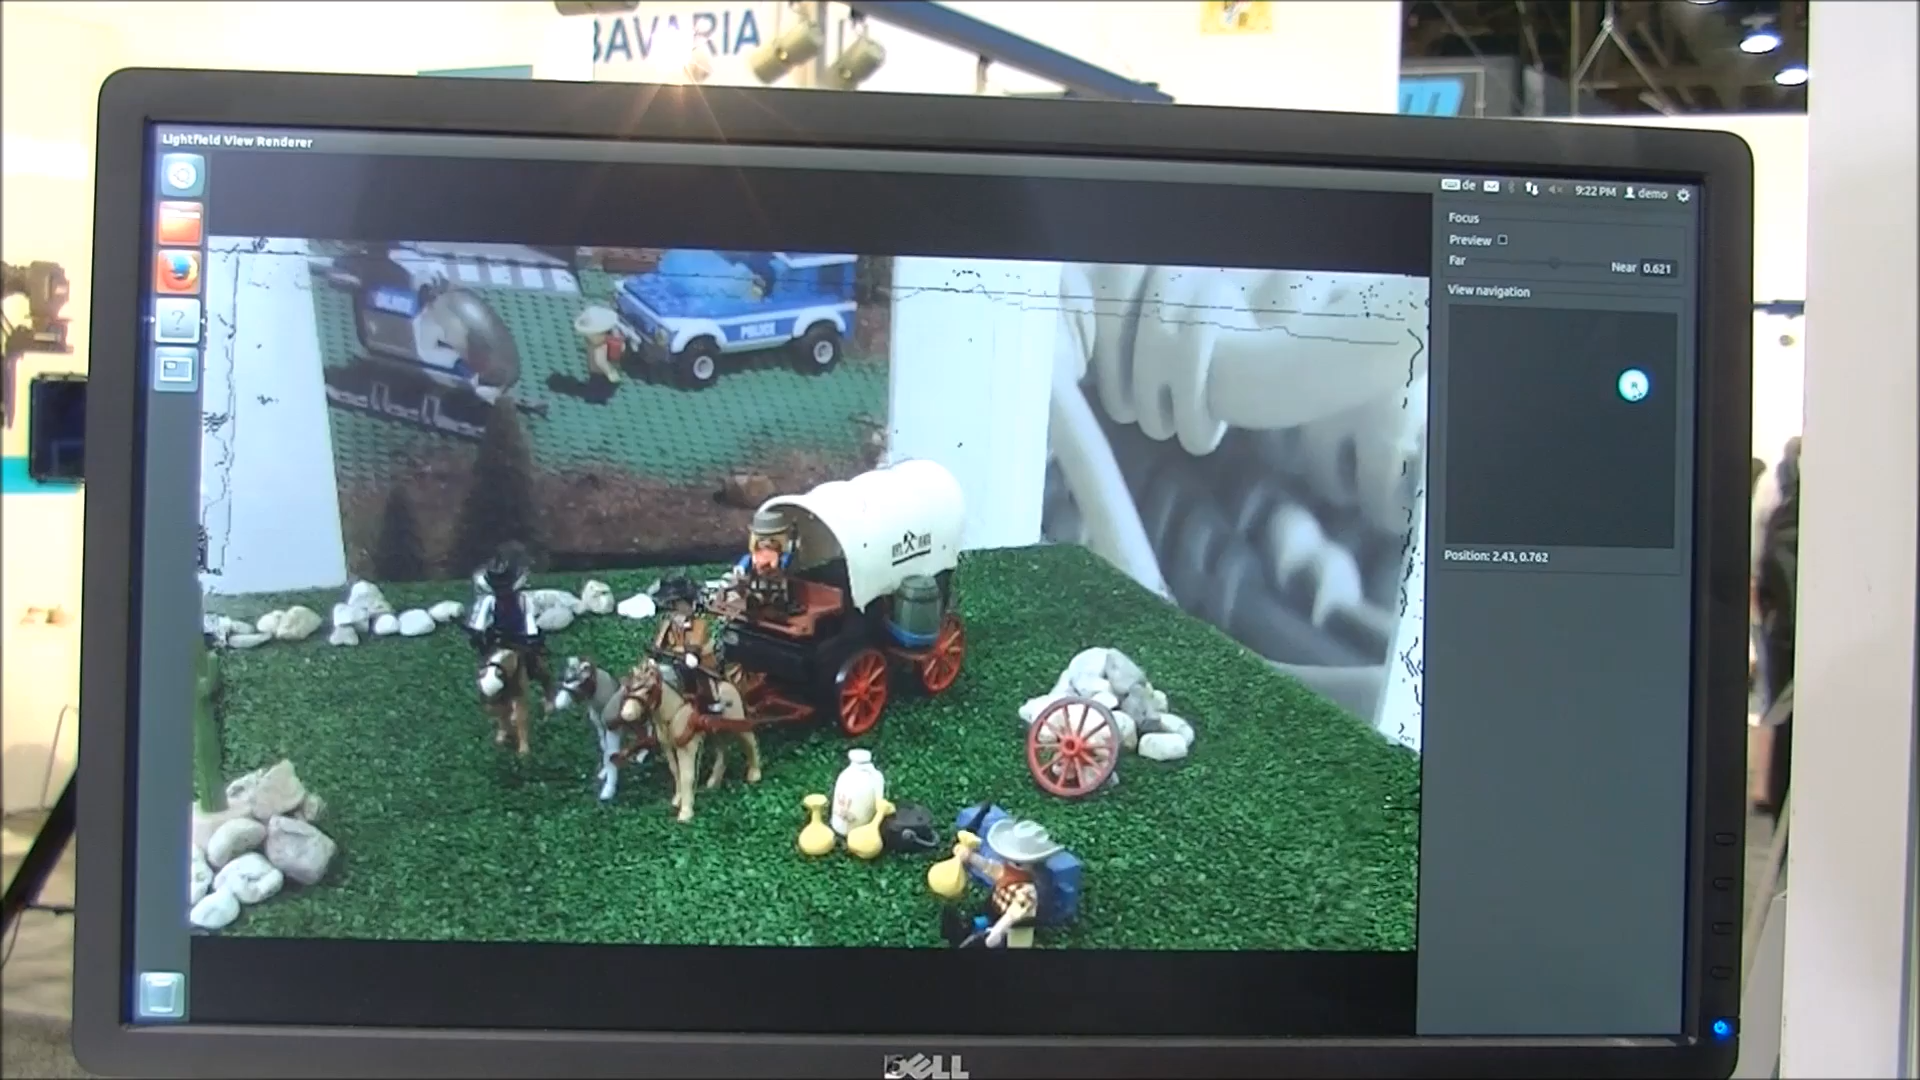 BAVARIA
Lightfield View Renderer
de
9:22 PM
demo
Focus
Preview
Far
Near 0.621
View navigation
Position: 2.43, 0.762
POLICE
DELL